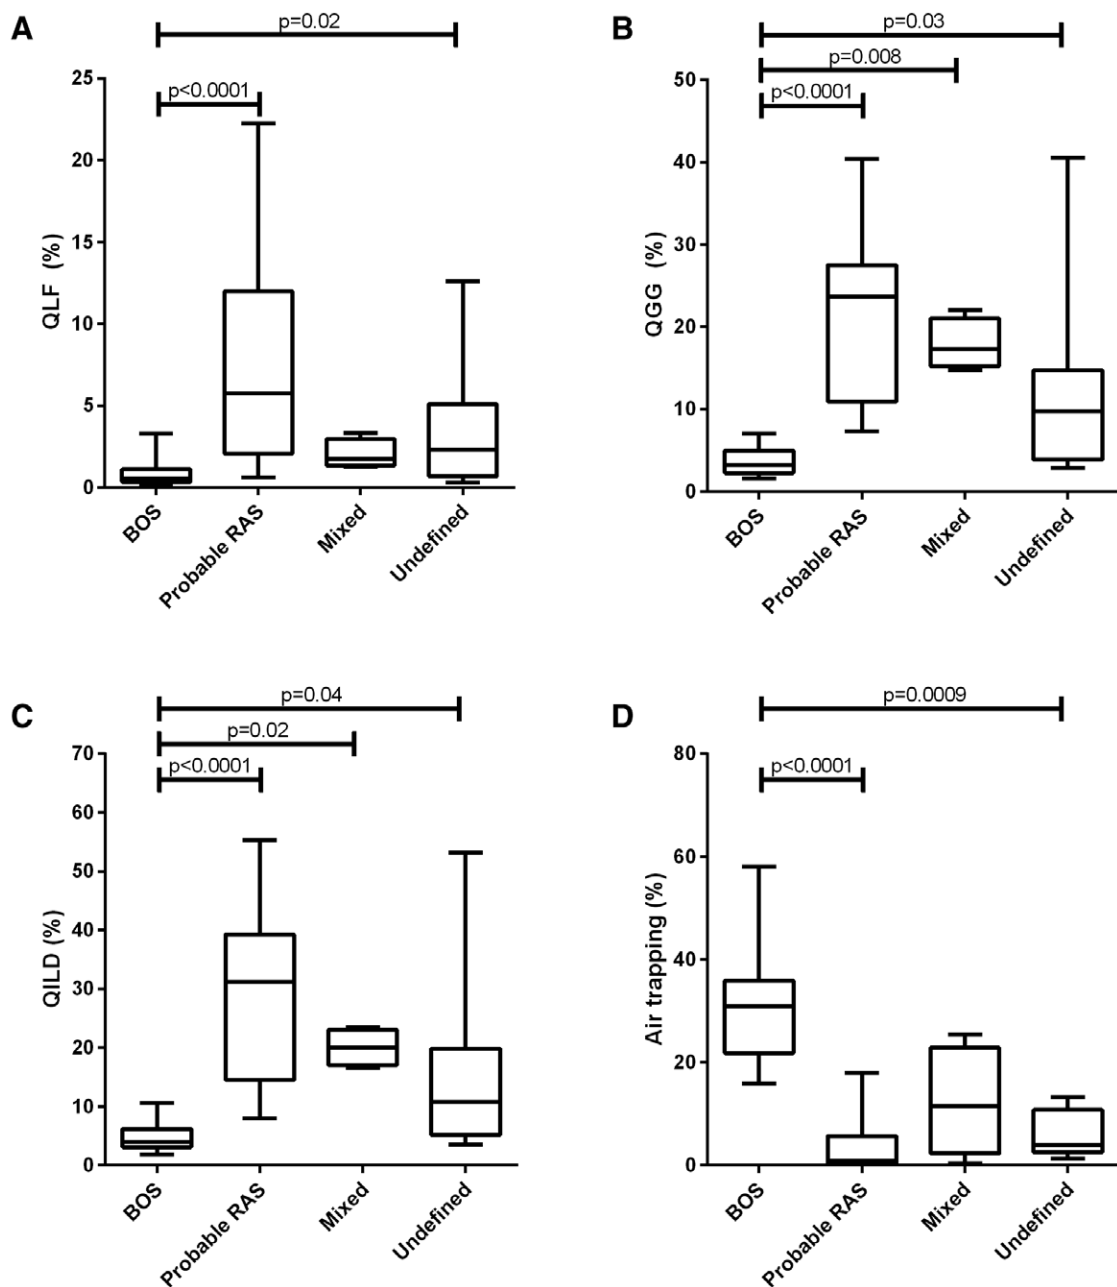 A
p=0.02
p<0.0001
25
20
15
10
5
0
QLF (%)
BOS
Probable RAS
Mixed
Undefined
B
p=0.03
p=0.008
p<0.0001
50
40
30
20
10
0
QGG (%)
BOS
Probable RAS
Mixed
Undefined
C
p=0.04
p=0.02
p<0.0001
70
60
50
40
30
20
10
0
QILD (%)
BOS
Probable RAS
Mixed
Undefined
D
p=0.0009
p<0.0001
80
60
40
20
0
Air trapping (%)
BOS
Probable RAS
Mixed
Undefined